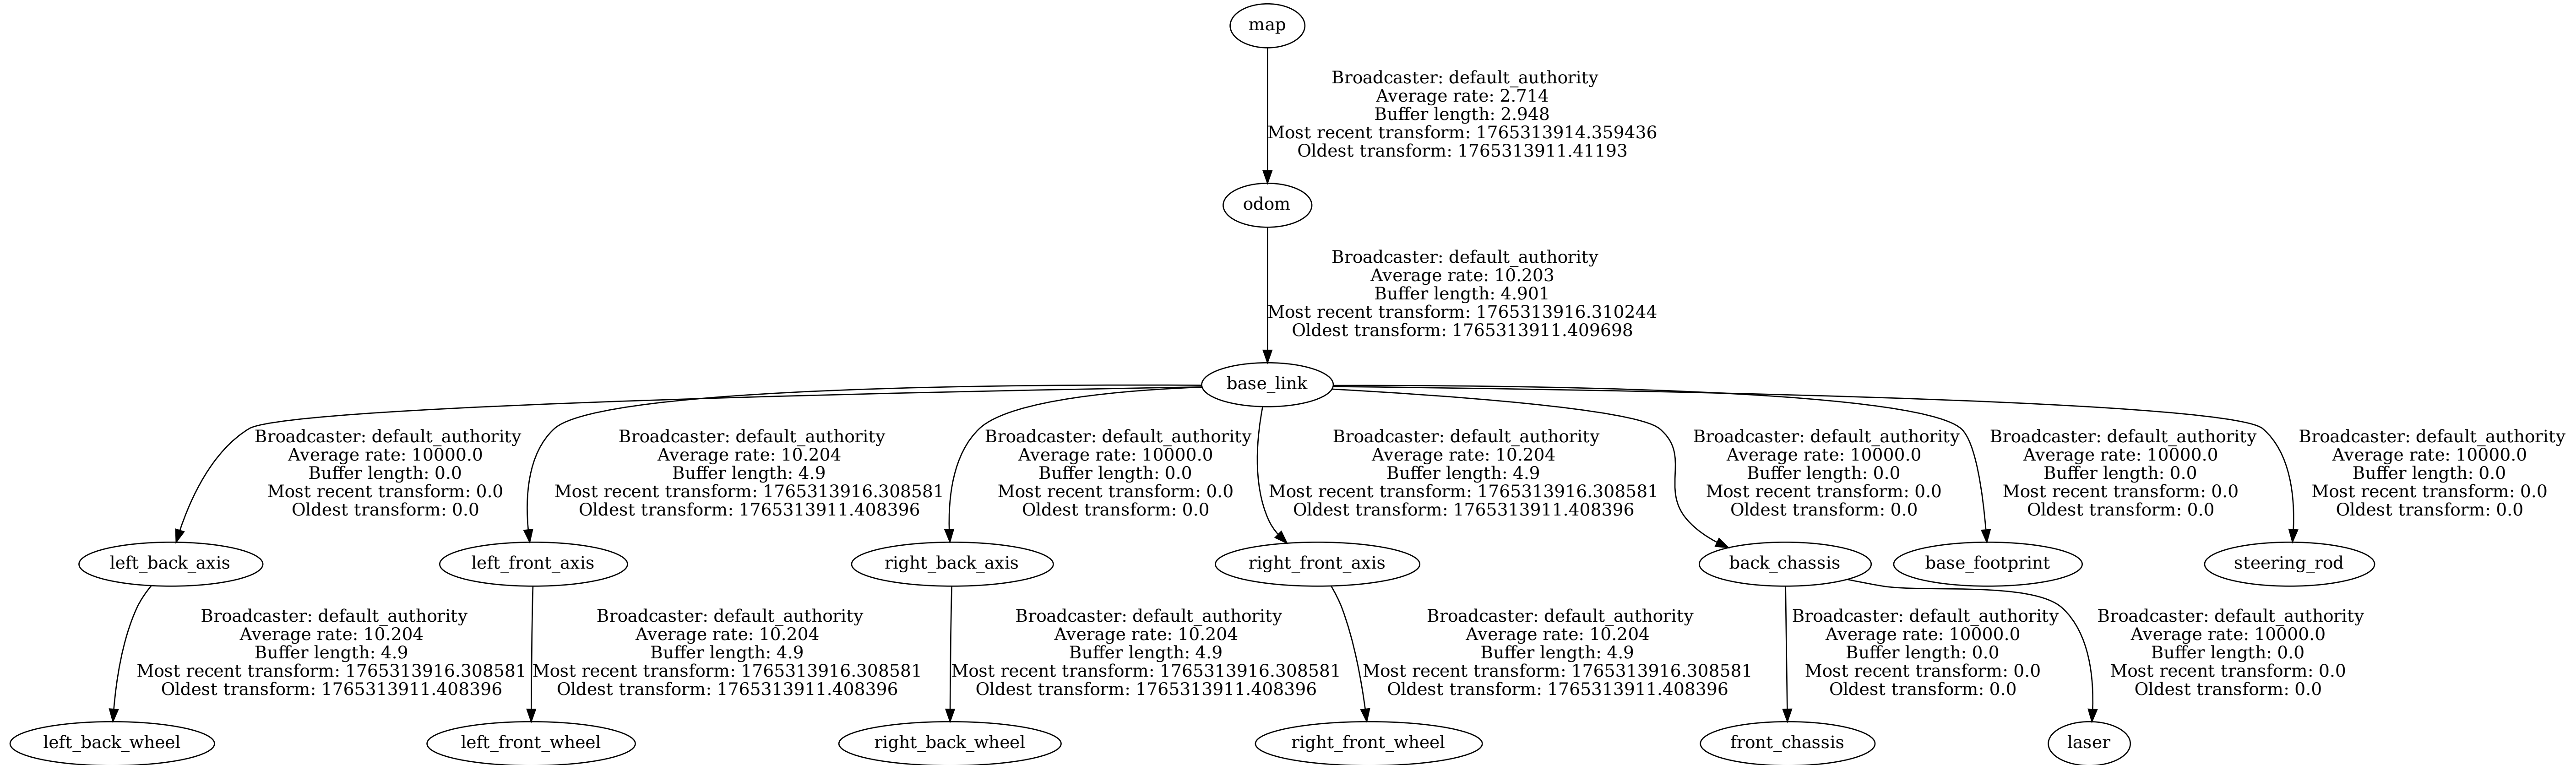 map
Broadcaster: default_authority
Average rate: 2.714
Buffer length: 2.948
Most recent transform: 1765313914.359436
Oldest transform: 1765313911.41193
odom
Broadcaster: default_authority
Average rate: 10.203
Buffer length: 4.901
Most recent transform: 1765313916.310244
Oldest transform: 1765313911.409698
base_link
Broadcaster: default_authority
Average rate: 10000.0
Buffer length: 0.0
Most recent transform: 0.0
Oldest transform: 0.0
Broadcaster: default_authority
Average rate: 10.204
Buffer length: 4.9
Most recent transform: 1765313916.308581
Oldest transform: 1765313911.408396
Broadcaster: default_authority
Average rate: 10000.0
Buffer length: 0.0
Most recent transform: 0.0
Oldest transform: 0.0
Broadcaster: default_authority
Average rate: 10.204
Buffer length: 4.9
Most recent transform: 1765313916.308581
Oldest transform: 1765313911.408396
Broadcaster: default_authority
Average rate: 10000.0
Buffer length: 0.0
Most recent transform: 0.0
Oldest transform: 0.0
Broadcaster: default_authority
Average rate: 10000.0
Buffer length: 0.0
Most recent transform: 0.0
Oldest transform: 0.0
Broadcaster: default_authority
Average rate: 10000.0
Buffer length: 0.0
Most recent transform: 0.0
Oldest transform: 0.0
left_back_axis
left_front_axis
right_back_axis
right_front_axis
back_chassis
base_footprint
steering_rod
Broadcaster: default_authority
Average rate: 10.204
Buffer length: 4.9
Most recent transform: 1765313916.308581
Oldest transform: 1765313911.408396
Broadcaster: default_authority
Average rate: 10.204
Buffer length: 4.9
Most recent transform: 1765313916.308581
Oldest transform: 1765313911.408396
Broadcaster: default_authority
Average rate: 10.204
Buffer length: 4.9
Most recent transform: 1765313916.308581
Oldest transform: 1765313911.408396
Broadcaster: default_authority
Average rate: 10.204
Buffer length: 4.9
Most recent transform: 1765313916.308581
Oldest transform: 1765313911.408396
Broadcaster: default_authority
Average rate: 10000.0
Buffer length: 0.0
Most recent transform: 0.0
Oldest transform: 0.0
Broadcaster: default_authority
Average rate: 10000.0
Buffer length: 0.0
Most recent transform: 0.0
Oldest transform: 0.0
left_back_wheel
left_front_wheel
right_back_wheel
right_front_wheel
front_chassis
laser